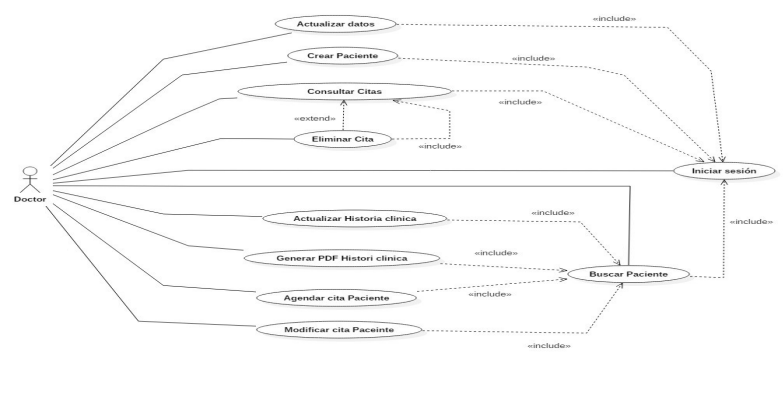 «include»
Actualizar datos
Crear Paciente
«include»
Consultar Citas
«include»
«extend»
Eliminar Cita
«include»
Iniciar sesión
Doctor
Actualizar Historia clinica
«include»
«include»
Generar PDF Histori clinica
«include»
Buscar Paciente
Agendar cita Paciente
«include»
Modificar cita Paceinte
«include»